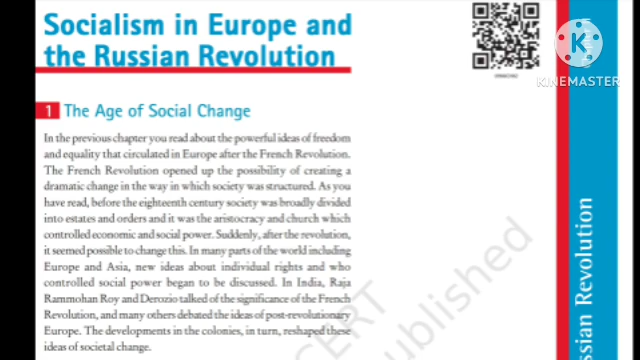 Socialism in Europe and
the Russian Revolution
KINEMASTER
1 The Age of Social Change
In the previous chapter you read about the powerful ideas of freedom
and equality that circulated in Europe after the French Revolution.
The French Revolution opened up the possibility of creating a
dramatic change in the way in which society was structured. As you
have read, before the eighteenth century society was broadly divided
into estates and orders and it was the aristocracy and church which
controlled economic and social power. Suddenly, after the revolution,
it seemed possible to change this. In many parts of the world including
Europe and Asia, new ideas about individual rights and who
controlled social power began to be discussed. In India, Raja
Rammohan Roy and Derozio talked of the significance of the French
Revolution, and many others debated the ideas of post-revolutionary
Europe. The developments in the colonies, in turn, reshaped these
ideas of societal change.
ssian Revolution
CERT
published